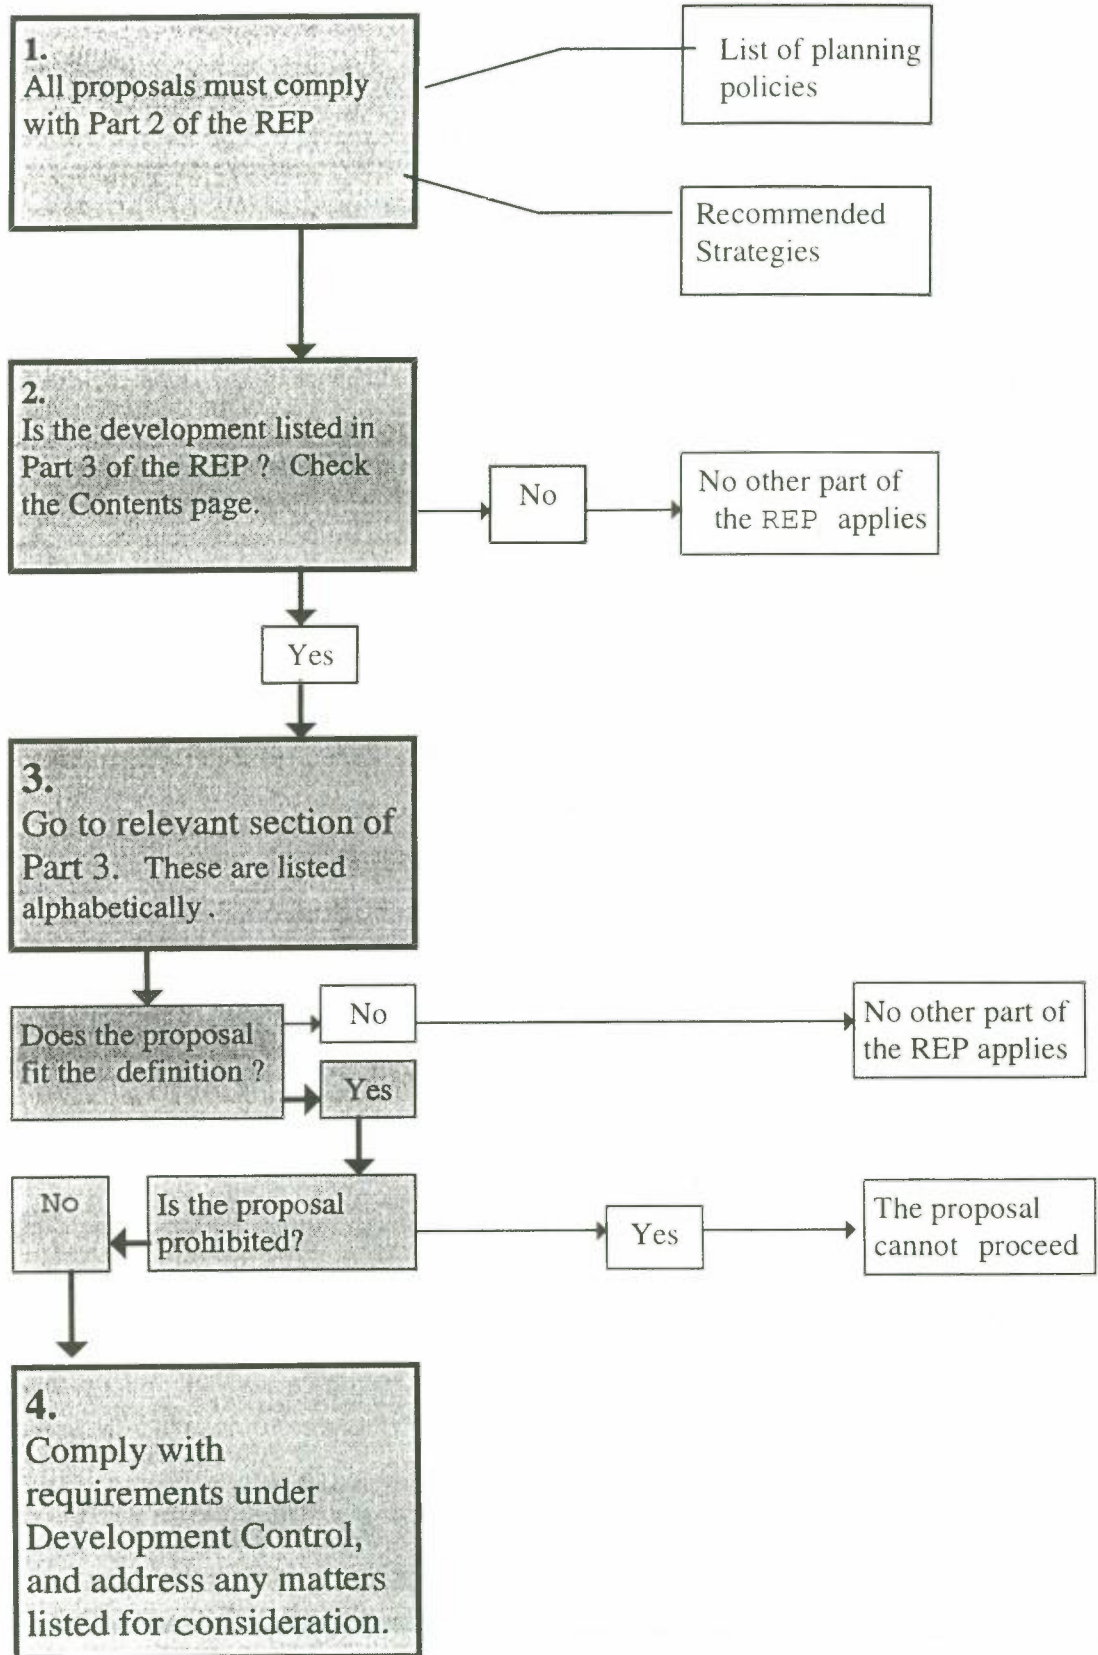 1.
All proposals must comply
with Part 2 of the REP
List of planning
policies
Recommended
Strategies
2.
Is the development listed in
Part 3 of the REP ? Check
the Contents page.
No
No other part of
the REP applies
Yes
3.
Go to relevant section of
Part 3. These are listed
alphabetically.
Does the proposal
fit the definition ?
No
No other part of
the REP applies
Yes
No
Is the proposal
prohibited?
Yes
The proposal
cannot proceed
4.
Comply with
requirements under
Development Control,
and address any matters
listed for consideration.